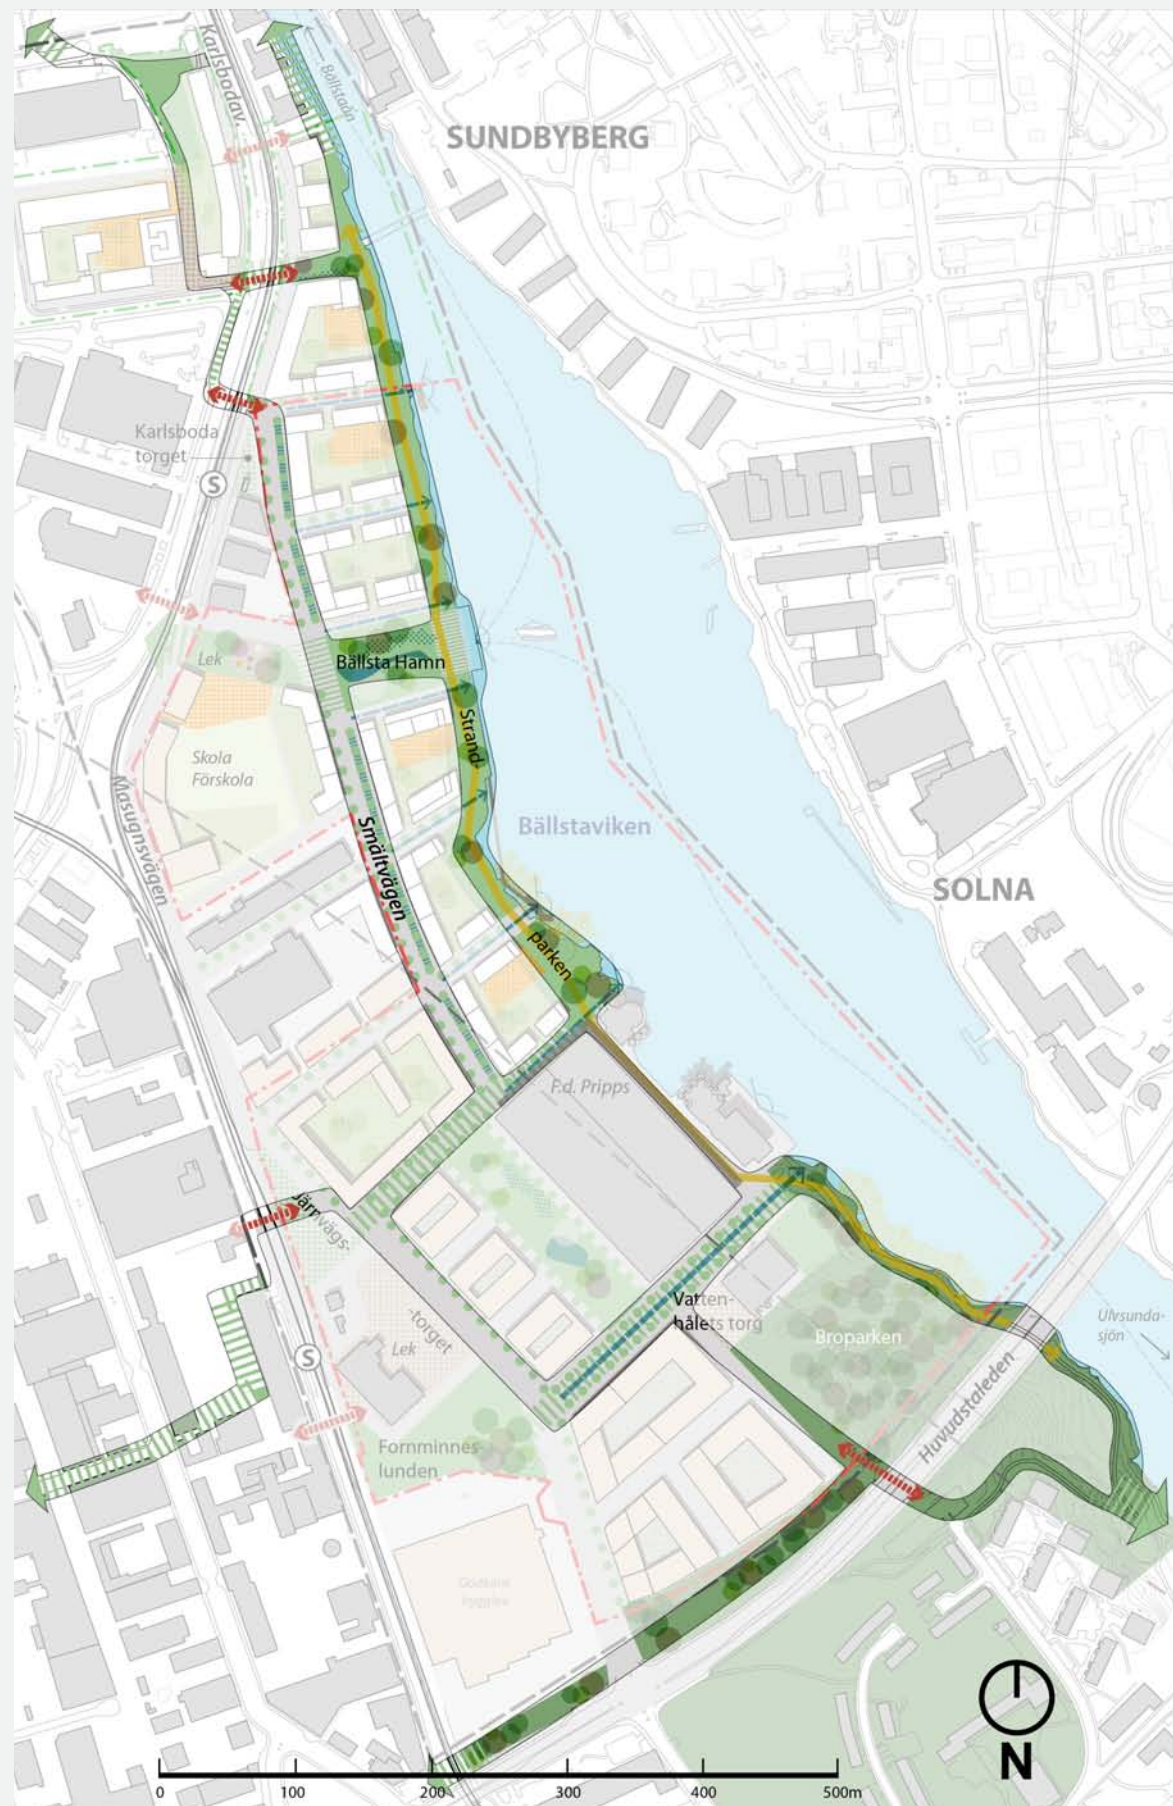 Karlsbodav.
Bällstaån
SUNDBYBERG
Karlsboda
torget
S
Lek
Bällsta Hamn
Skola
Förskola
Strand-
Masugnsvägen
Smältvägen
Bällstaviken
SOLNA
parken
F.d. Pripps
Järnvägs-
-torget
Lek
S
Vatten-
hålets torg
Broparken
Ulvsunda-
sjön
Huvudstaleden
Fornminnes-
lunden
N
0 100 200 300 400 500m